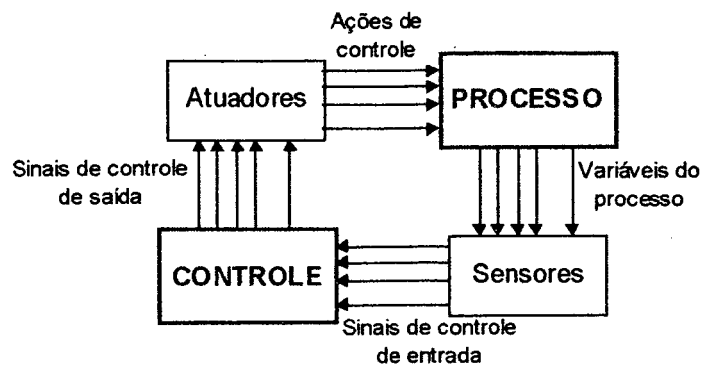 Ações de
controle
Atuadores
PROCESSO
Sinais de controle
de saída
Variáveis do
processo
CONTROLE
Sensores
Sinais de controle
de entrada